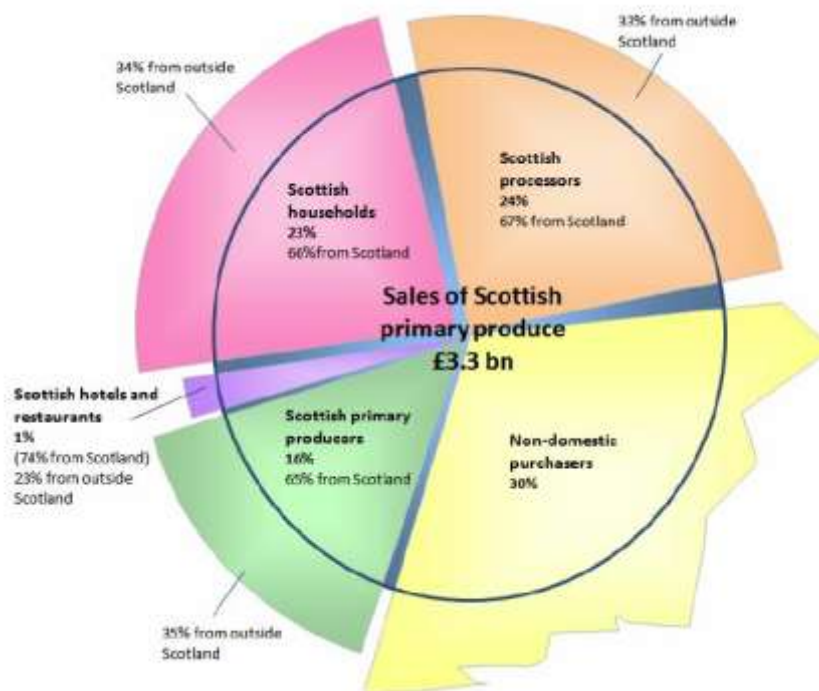 34% from outside
Scotland
33% from outside
Scotland
Scottish
households
23%
66%from Scotland
Scottish
processors
24%
67% from Scotland
Sales of Scottish
primary produce
£3.3 bn
Scottish hotels and
restaurants
1%
(74% from Scotland)
23% from outside
Scotland
Scottish primary
producers
16%
65% from Scotland
Non-domestic
purchasers
30%
35% from outside
Scotland